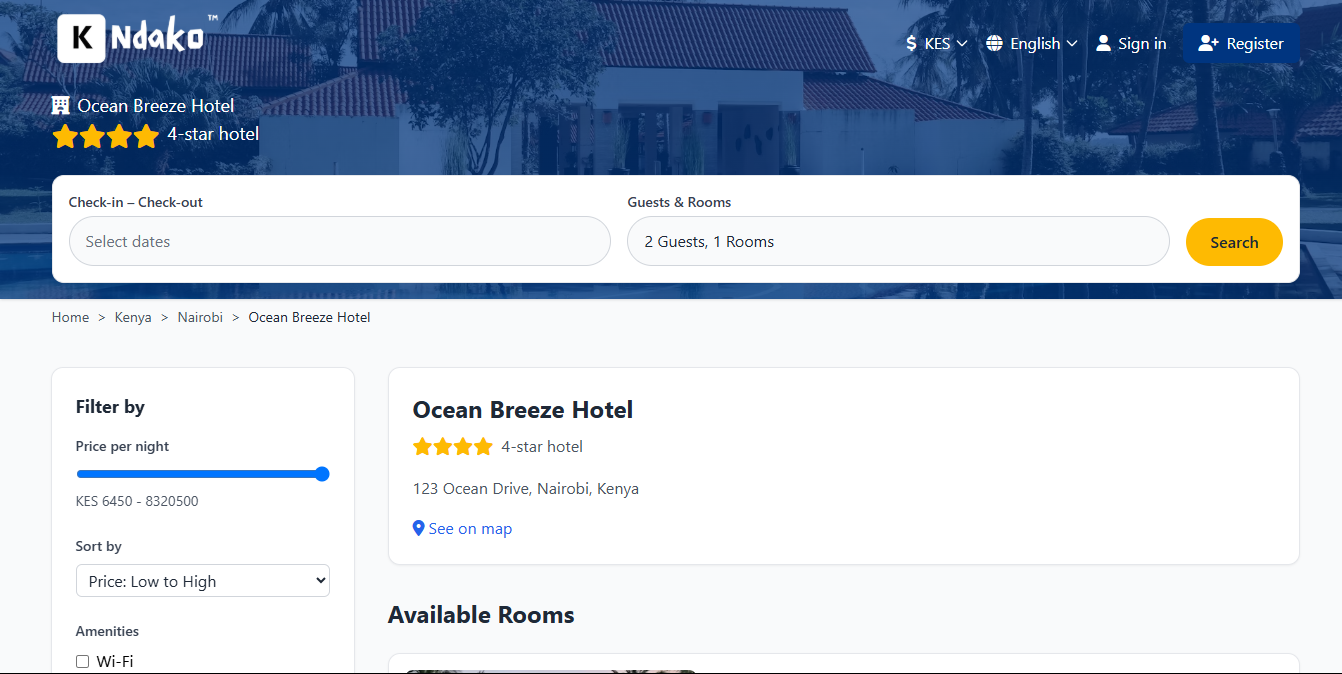 K Ndako™
KES
English
Sign in
Register
Ocean Breeze Hotel
4-star hotel
Check-in – Check-out
Guests & Rooms
Select dates
2 Guests, 1 Rooms
Search
Home > Kenya > Nairobi > Ocean Breeze Hotel
Filter by
Price per night
KES 6450 - 8320500
Sort by
Price: Low to High
Amenities
Wi-Fi
Ocean Breeze Hotel
4-star hotel
123 Ocean Drive, Nairobi, Kenya
See on map
Available Rooms